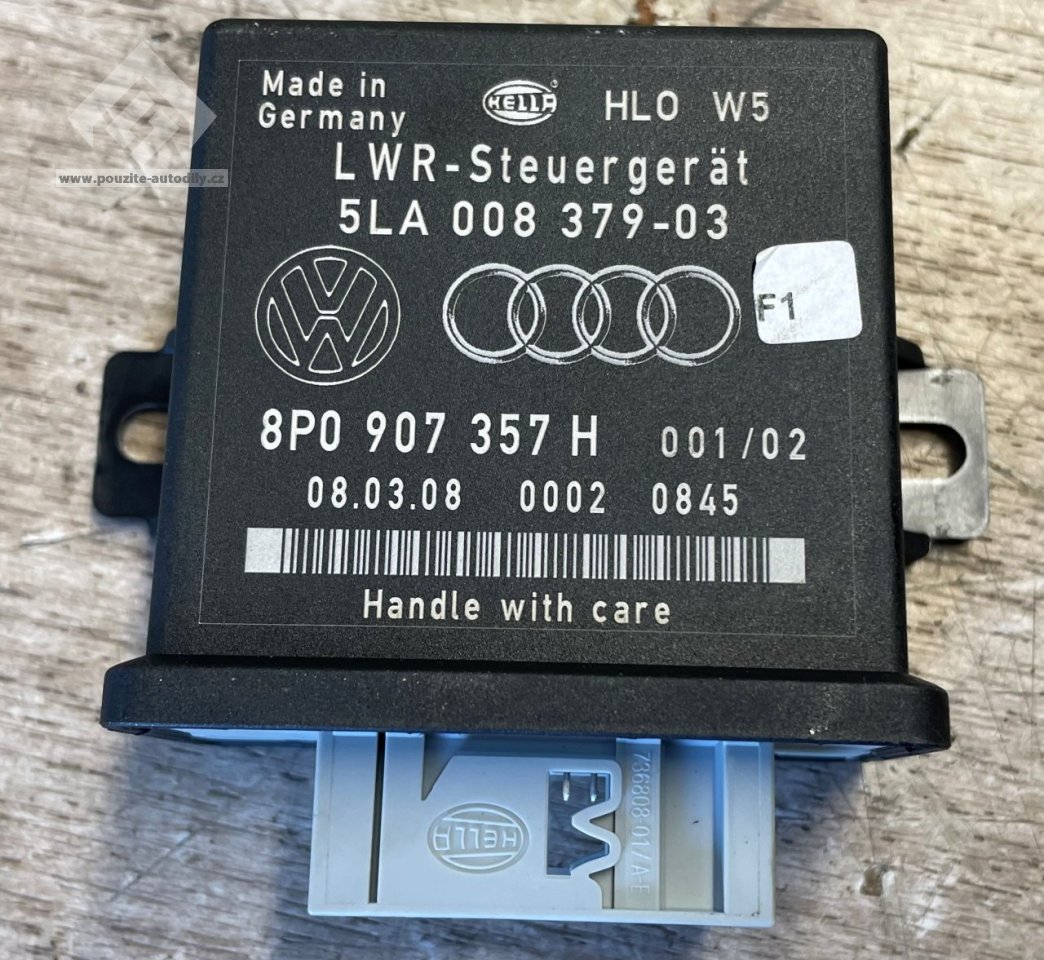 Made in
Germany
HELLA
®
HLO W5
LWR-Steuergerät
5LA 008 379-03
www.pouzite-autodily.cz
F1
8P0 907 357 H 001/02
08.03.08 0002 0845
Handle with care
HELLA
736808-01/A-E